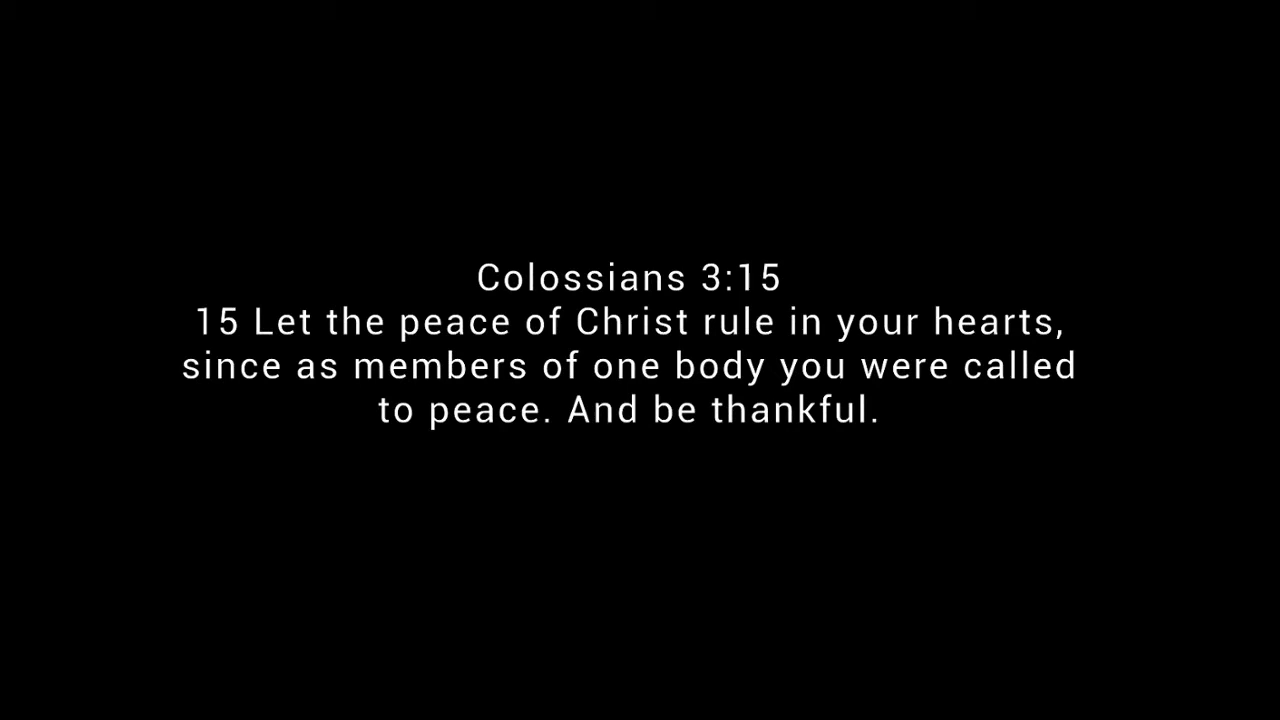 Colossians 3:15
15 Let the peace of Christ rule in your hearts,
since as members of one body you were called
to peace. And be thankful.